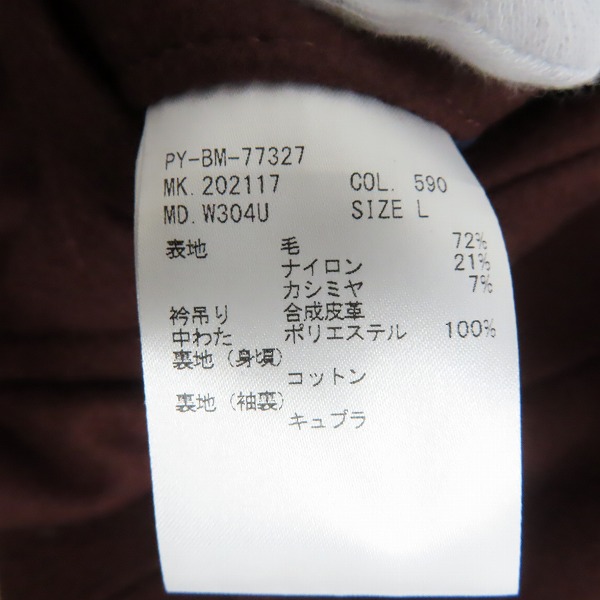 PY-BM-77327
MK. 202117 COL. 590
MD. W304U SIZE L
表地 毛 72%
ナイロン 21%
カシミヤ 7%
衿吊り 合成皮革
中わた ポリエステル 100%
裏地(身頃)
コットン
裏地(袖裏)
キュプラ